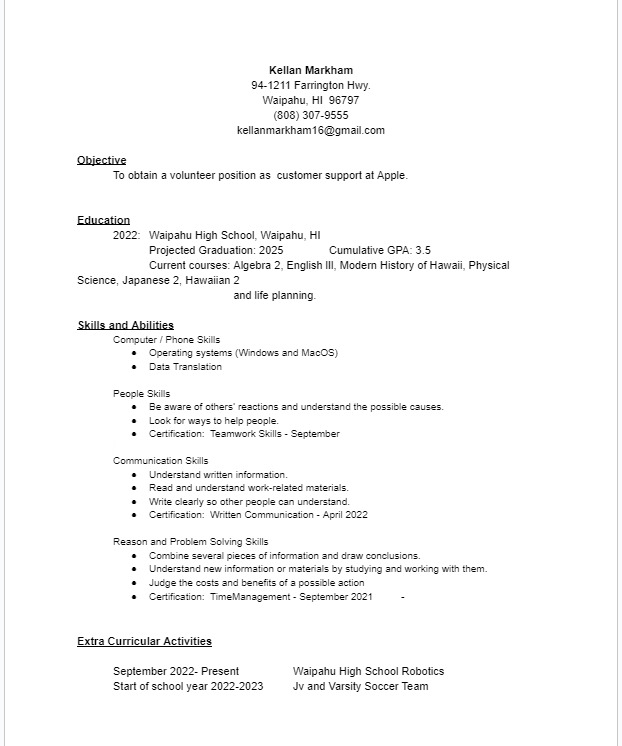 Kellan Markham
94-1211 Farrington Hwy.
Waipahu, HI 96797
(808) 307-9555
kellanmarkham16@gmail.com
Objective
To obtain a volunteer position as customer support at Apple.
Education
2022: Waipahu High School, Waipahu, HI
Projected Graduation: 2025 Cumulative GPA: 3.5
Current courses: Algebra 2, English III, Modern History of Hawaii, Physical
Science, Japanese 2, Hawaiian 2
and life planning.
Skills and Abilities
Computer / Phone Skills
● Operating systems (Windows and MacOS)
● Data Translation
People Skills
● Be aware of others' reactions and understand the possible causes.
● Look for ways to help people.
● Certification: Teamwork Skills - September
Communication Skills
● Understand written information.
● Read and understand work-related materials.
● Write clearly so other people can understand.
● Certification: Written Communication - April 2022
Reason and Problem Solving Skills
● Combine several pieces of information and draw conclusions.
● Understand new information or materials by studying and working with them.
● Judge the costs and benefits of a possible action
● Certification: TimeManagement - September 2021 -
Extra Curricular Activities
September 2022- Present Waipahu High School Robotics
Start of school year 2022-2023 Jv and Varsity Soccer Team